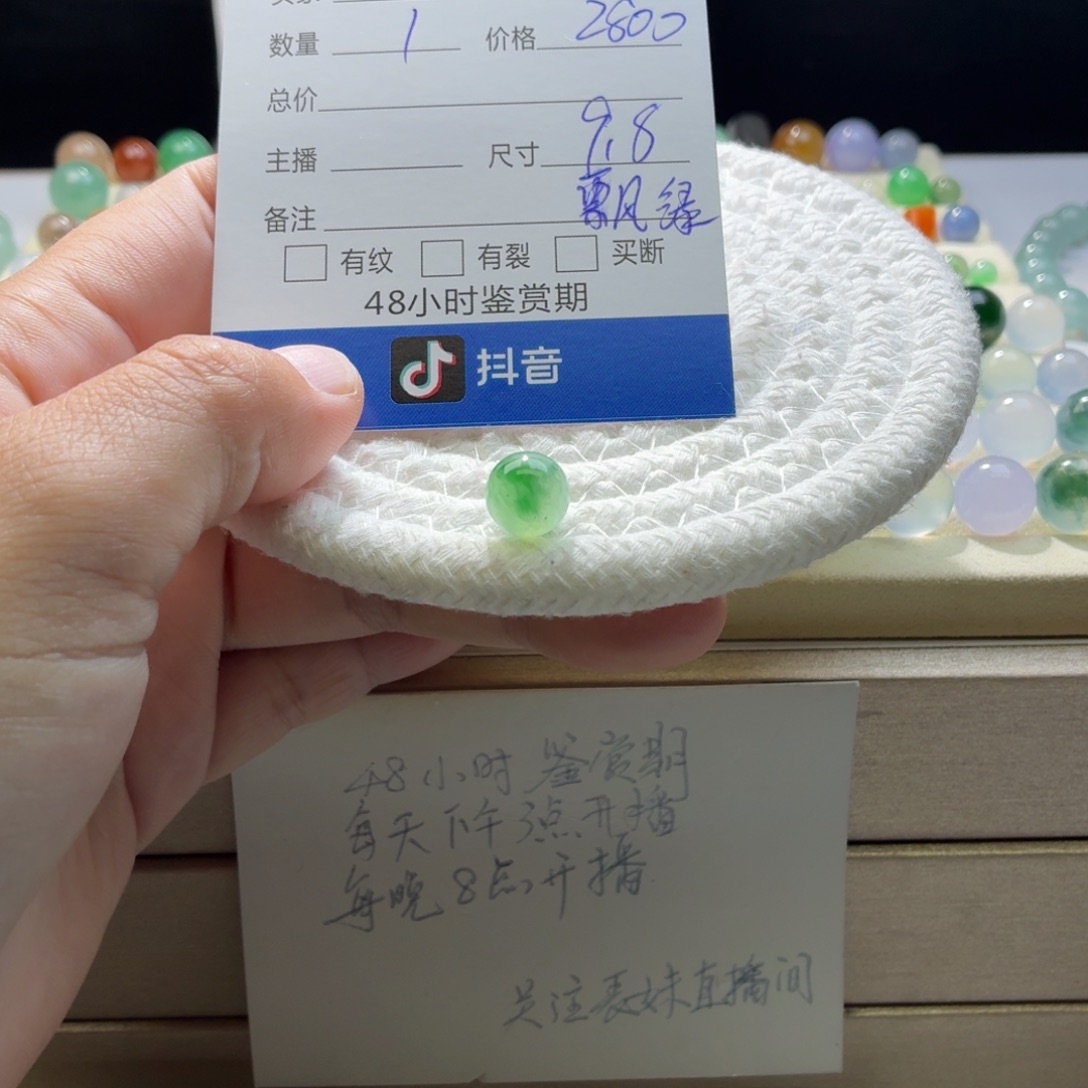 数量 1 价格 2800
总价
主播 尺寸 9.8
备注 飘绿
有纹 有裂 买断
48小时鉴赏期
抖音
48小时 鉴赏期
每天下午3点开播
每晚8点开播
关注表妹直播间